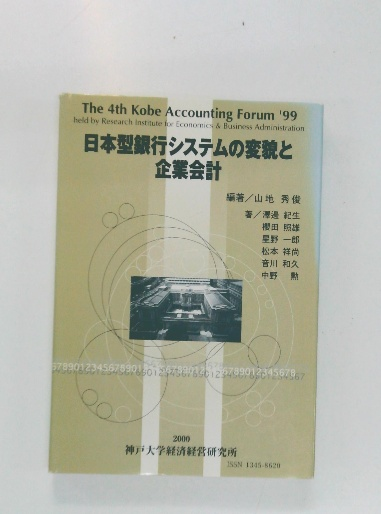 The 4th Kobe Accounting Forum '99
held by Research Institute for Economics & Business Administration
日本型銀行システムの変貌と
企業会計
編著／山地 秀俊
著／澤邉 紀生
櫻田 照雄
星野 一郎
松本 祥尚
音川 和久
中野 勲
67890123456789013456789012345678901234567
2000
神戸大学経済経営研究所
ISSN 1345-8620